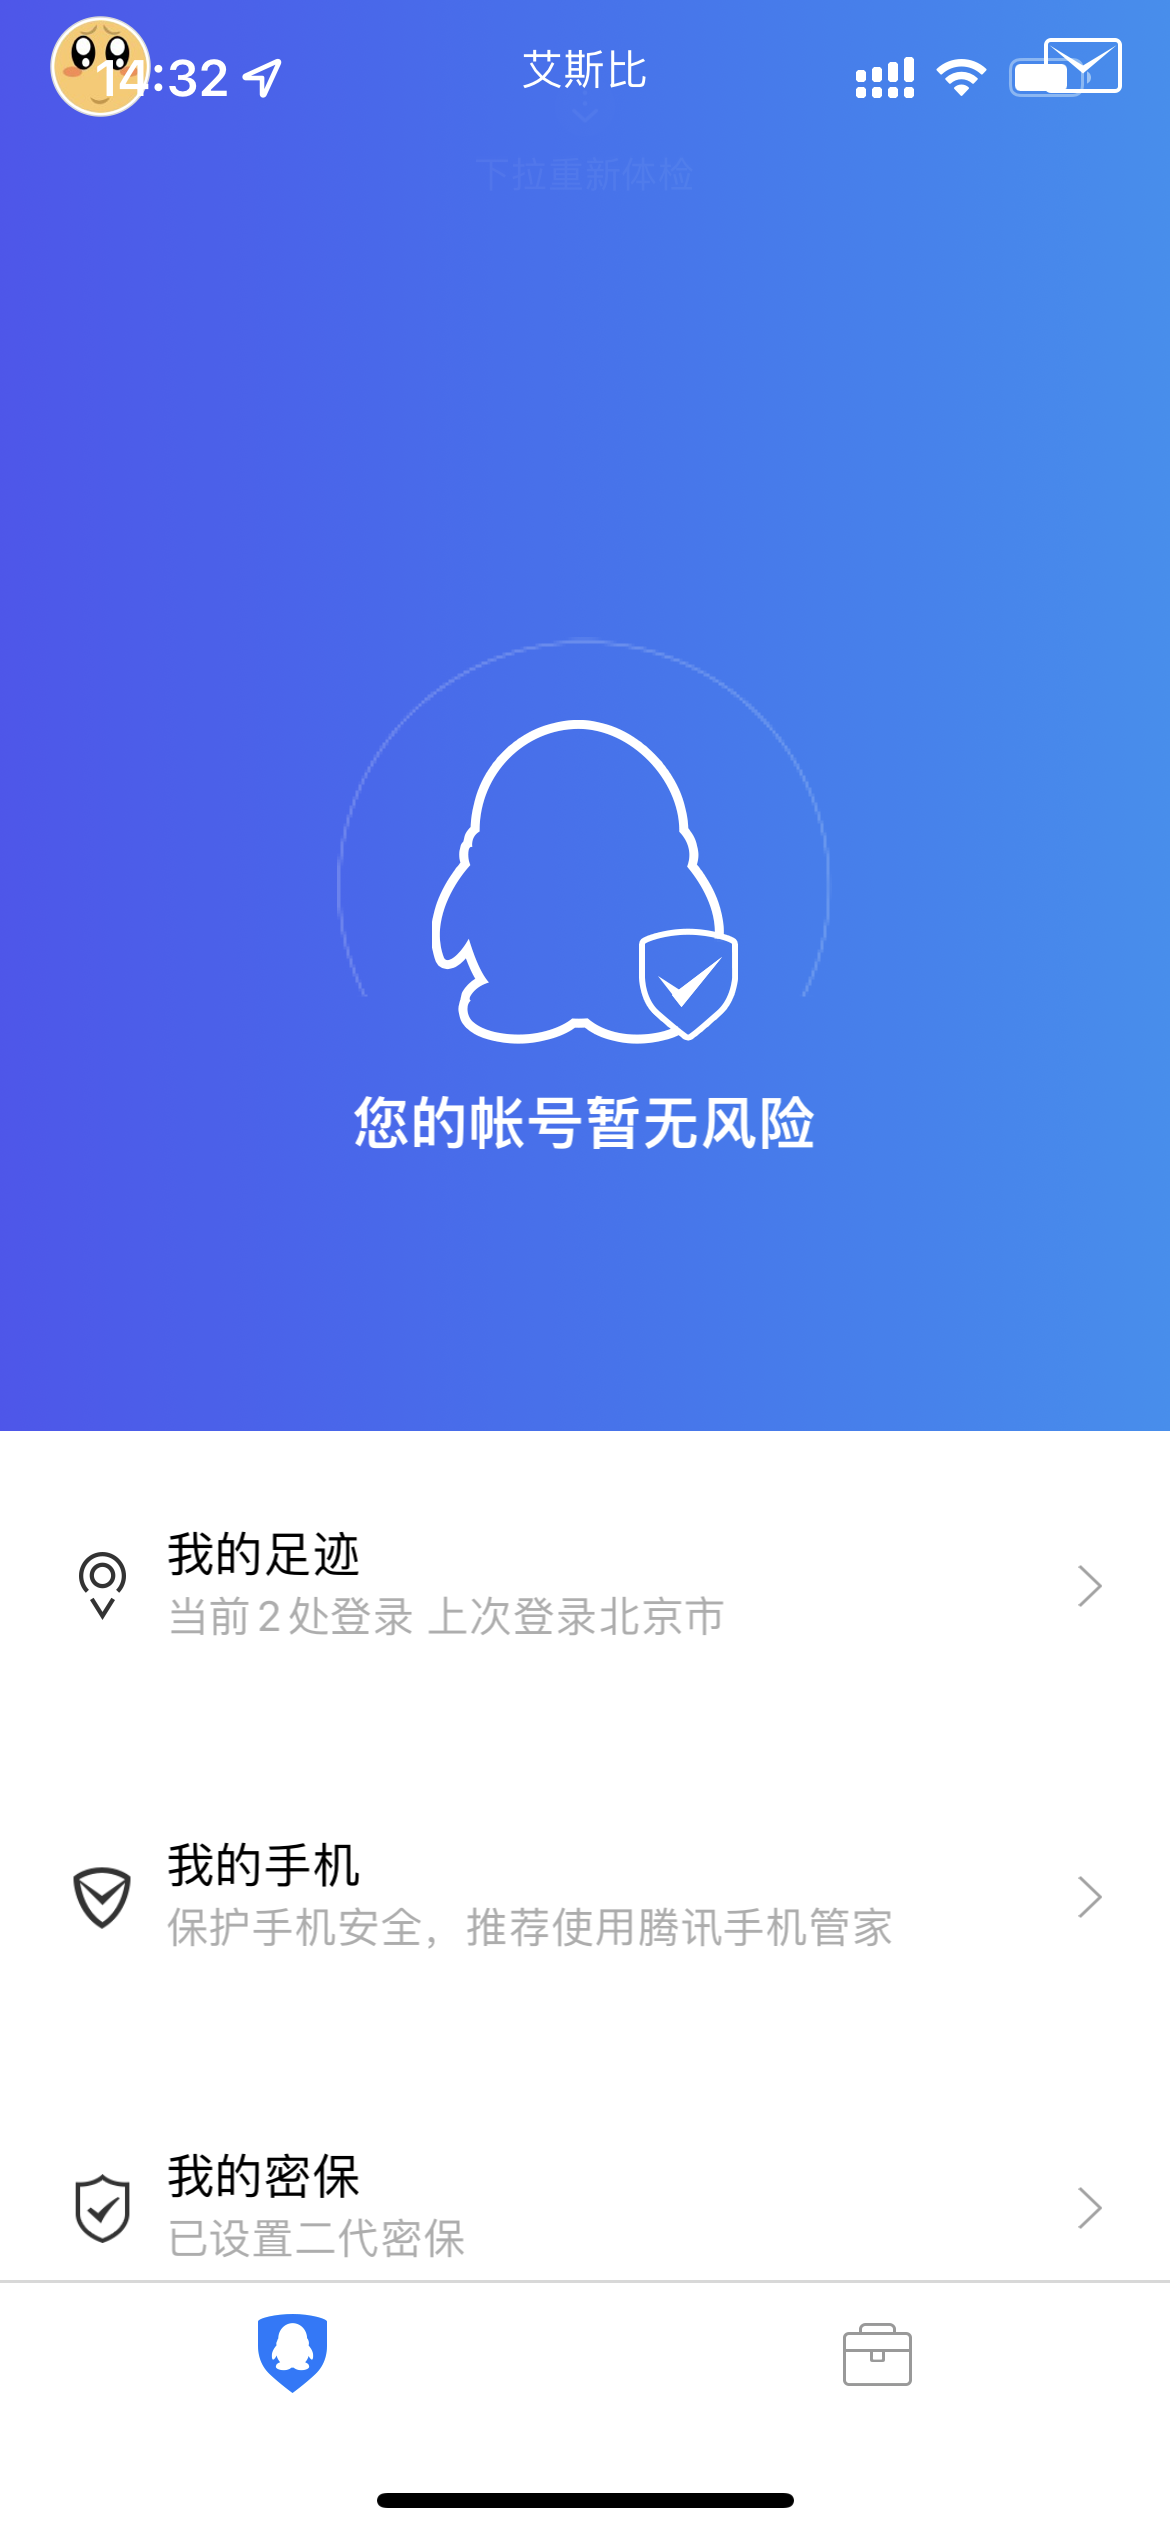 14:32
艾斯比
下拉重新体检
您的帐号暂无风险
我的足迹
当前2处登录 上次登录北京市
我的手机
保护手机安全，推荐使用腾讯手机管家
我的密保
已设置二代密保